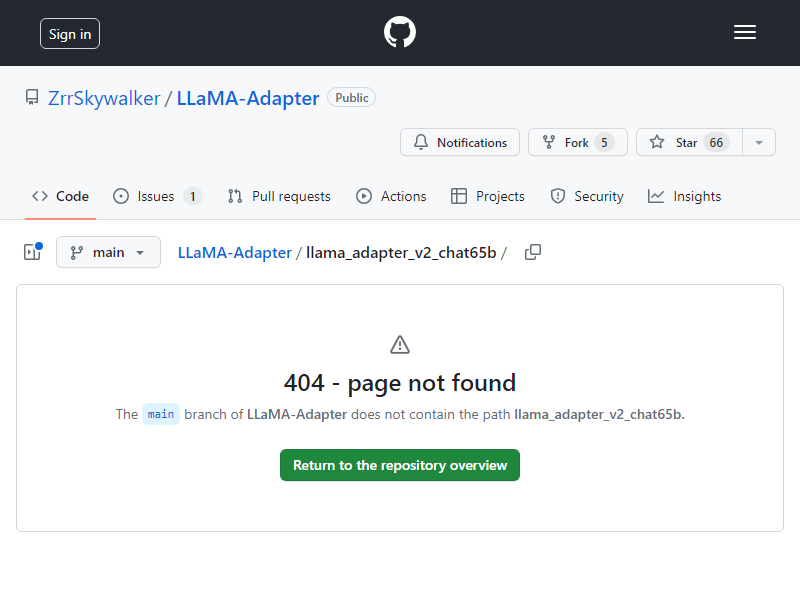 Sign in
ZrrSkywalker / LLaMA-Adapter Public
Notifications Fork 5 Star 66
Code Issues 1 Pull requests Actions Projects Security Insights
main LLaMA-Adapter / llama_adapter_v2_chat65b /
404 - page not found
The main branch of LLaMA-Adapter does not contain the path llama_adapter_v2_chat65b.
Return to the repository overview